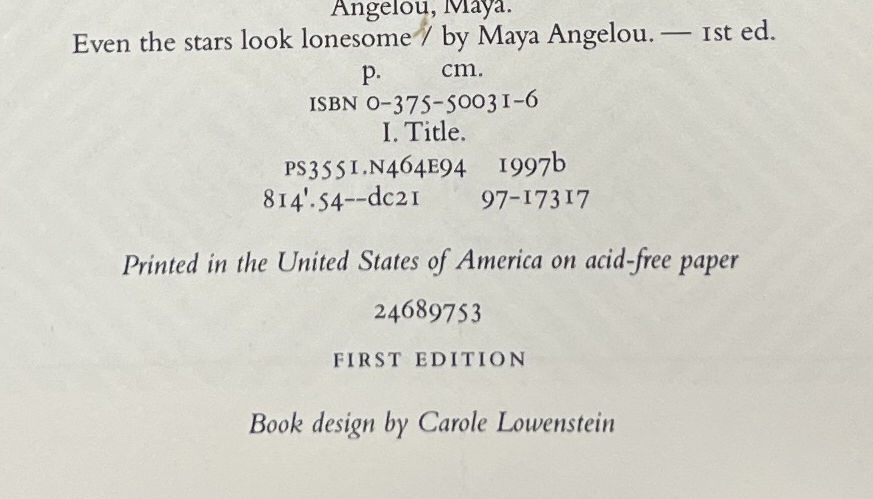 Angelou, Maya.
Even the stars look lonesome / by Maya Angelou. — 1st ed.
p. cm.
ISBN 0-375-50031-6
I. Title.
PS3551.N464E94 1997b
814'.54--dc21 97-17317
Printed in the United States of America on acid-free paper
24689753
FIRST EDITION
Book design by Carole Lowenstein